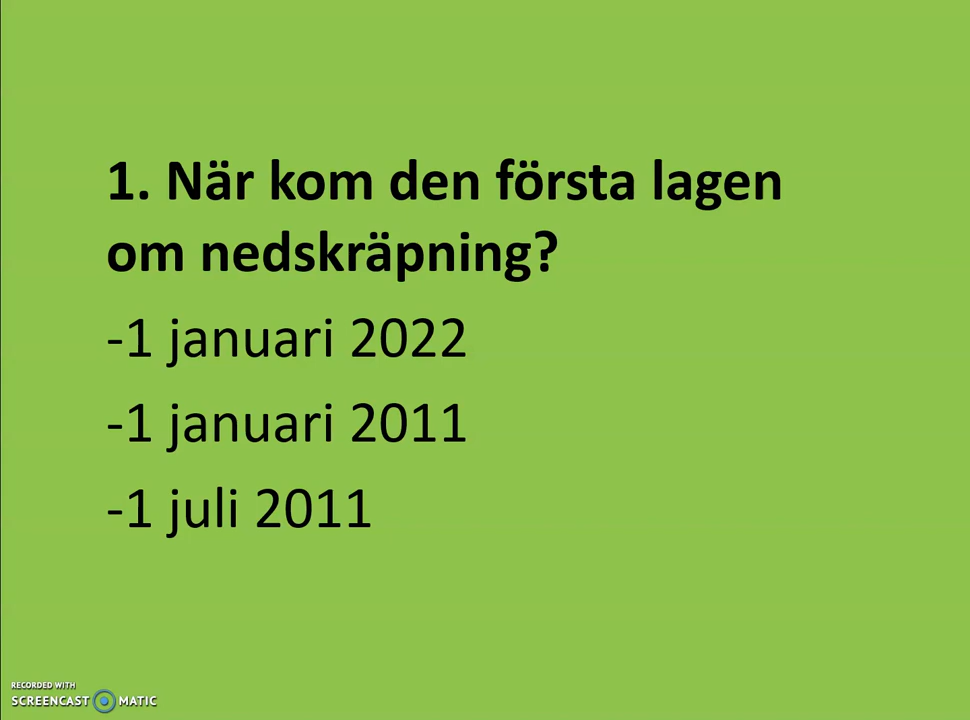 1. När kom den första lagen
om nedskräpning?
-1 januari 2022
-1 januari 2011
-1 juli 2011
RECORDED WITH
SCREENCAST MATIC